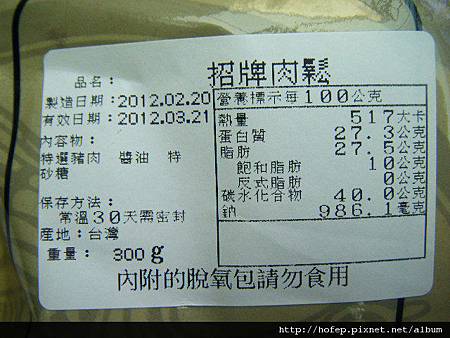 品名： 招牌肉鬆
製造日期：2012.02.20
有效日期：2012.03.21
內容物：
特選豬肉 醬油 特
砂糖
保存方法：
常溫30天需密封
產地：台灣
重量： 300g
營養標示每100公克
熱量 517大卡
蛋白質 27.3公克
脂肪 27.5公克
飽和脂肪 10公克
反式脂肪 0公克
碳水化合物 40.0公克
鈉 986.1毫克
內附的脫氧包請勿食用
http://hofep.pixnet.net/album